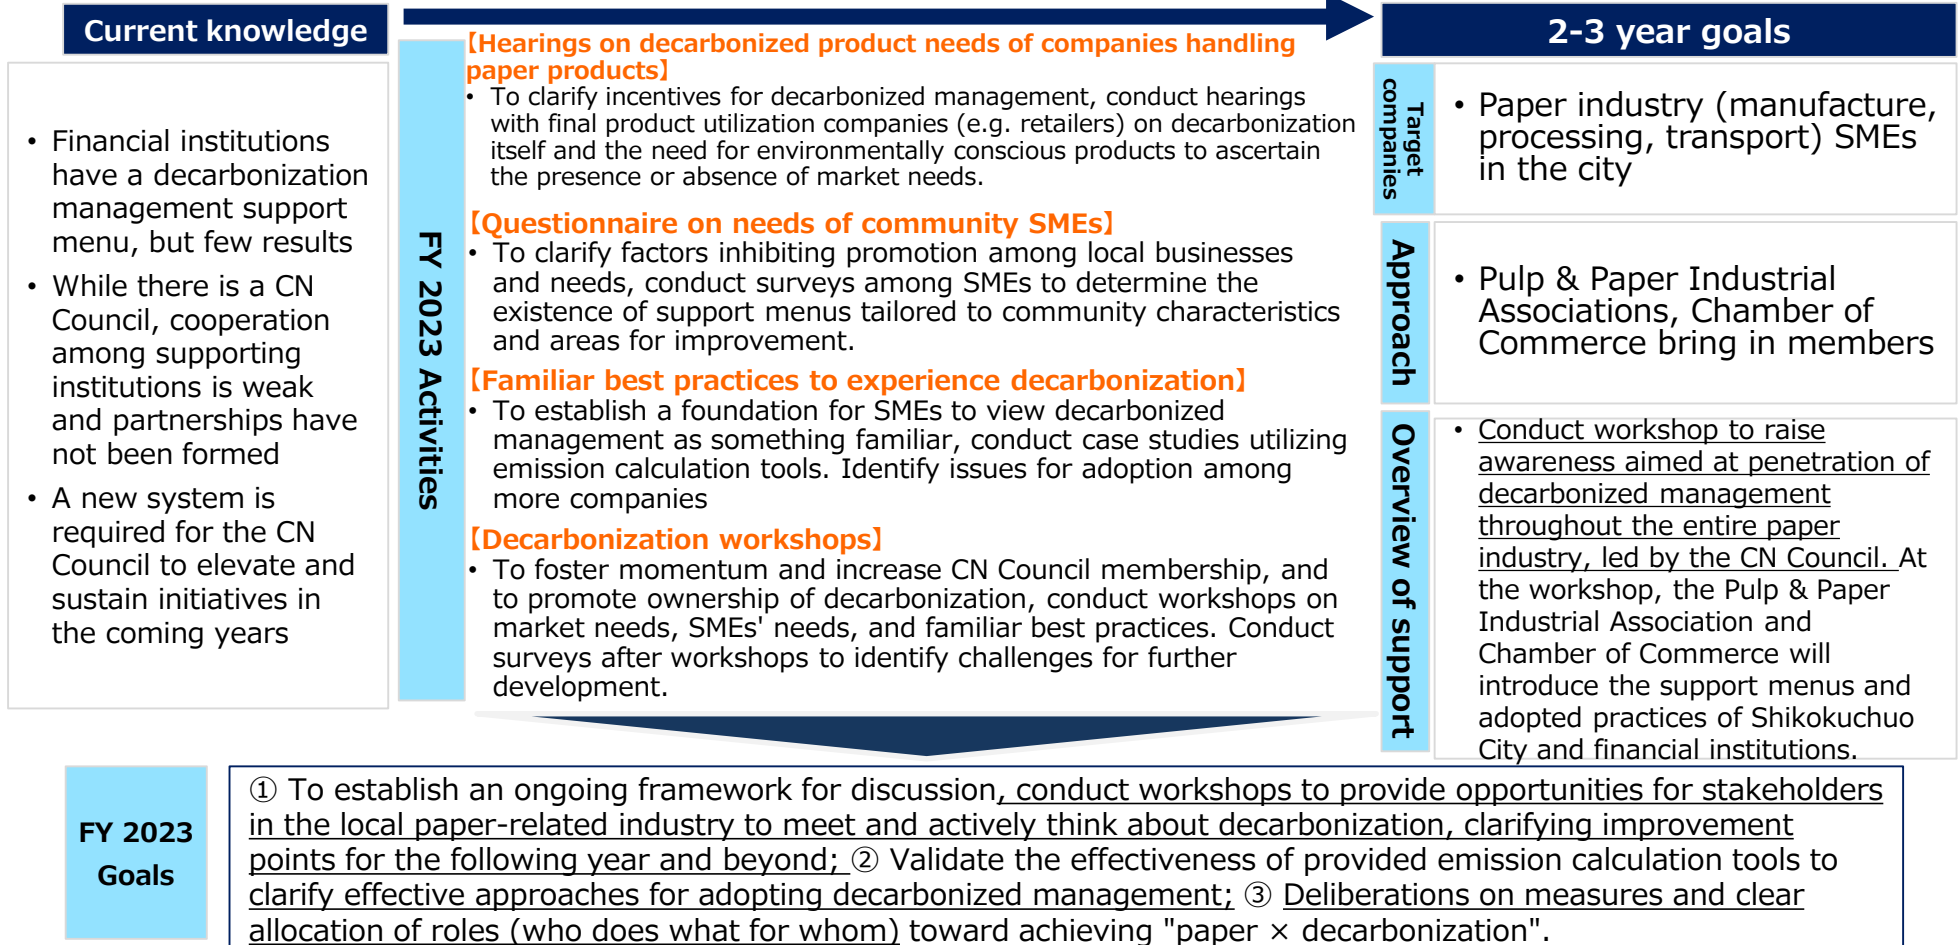 Current knowledge
• Financial institutions
have a decarbonization
management support
menu, but few results
• While there is a CN
Council, cooperation
among supporting
institutions is weak
and partnerships have
not been formed
• A new system is
required for the CN
Council to elevate and
sustain initiatives in
the coming years
FY 2023 Activities
【Hearings on decarbonized product needs of companies handling
paper products】
• To clarify incentives for decarbonized management, conduct hearings
with final product utilization companies (e.g. retailers) on decarbonization
itself and the need for environmentally conscious products to ascertain
the presence or absence of market needs.
【Questionnaire on needs of community SMEs】
• To clarify factors inhibiting promotion among local businesses
and needs, conduct surveys among SMEs to determine the
existence of support menus tailored to community characteristics
and areas for improvement.
【Familiar best practices to experience decarbonization】
• To establish a foundation for SMEs to view decarbonized
management as something familiar, conduct case studies utilizing
emission calculation tools. Identify issues for adoption among
more companies
【Decarbonization workshops】
• To foster momentum and increase CN Council membership, and
to promote ownership of decarbonization, conduct workshops on
market needs, SMEs' needs, and familiar best practices. Conduct
surveys after workshops to identify challenges for further
development.
2-3 year goals
Target
companies
• Paper industry (manufacture,
processing, transport) SMEs
in the city
Approach
• Pulp & Paper Industrial
Associations, Chamber of
Commerce bring in members
Overview of support
• Conduct workshop to raise
awareness aimed at penetration of
decarbonized management
throughout the entire paper
industry, led by the CN Council. At
the workshop, the Pulp & Paper
Industrial Association and
Chamber of Commerce will
introduce the support menus and
adopted practices of Shikokuchuo
City and financial institutions.
FY 2023
Goals
① To establish an ongoing framework for discussion, conduct workshops to provide opportunities for stakeholders
in the local paper-related industry to meet and actively think about decarbonization, clarifying improvement
points for the following year and beyond; ② Validate the effectiveness of provided emission calculation tools to
clarify effective approaches for adopting decarbonized management; ③ Deliberations on measures and clear
allocation of roles (who does what for whom) toward achieving "paper × decarbonization".